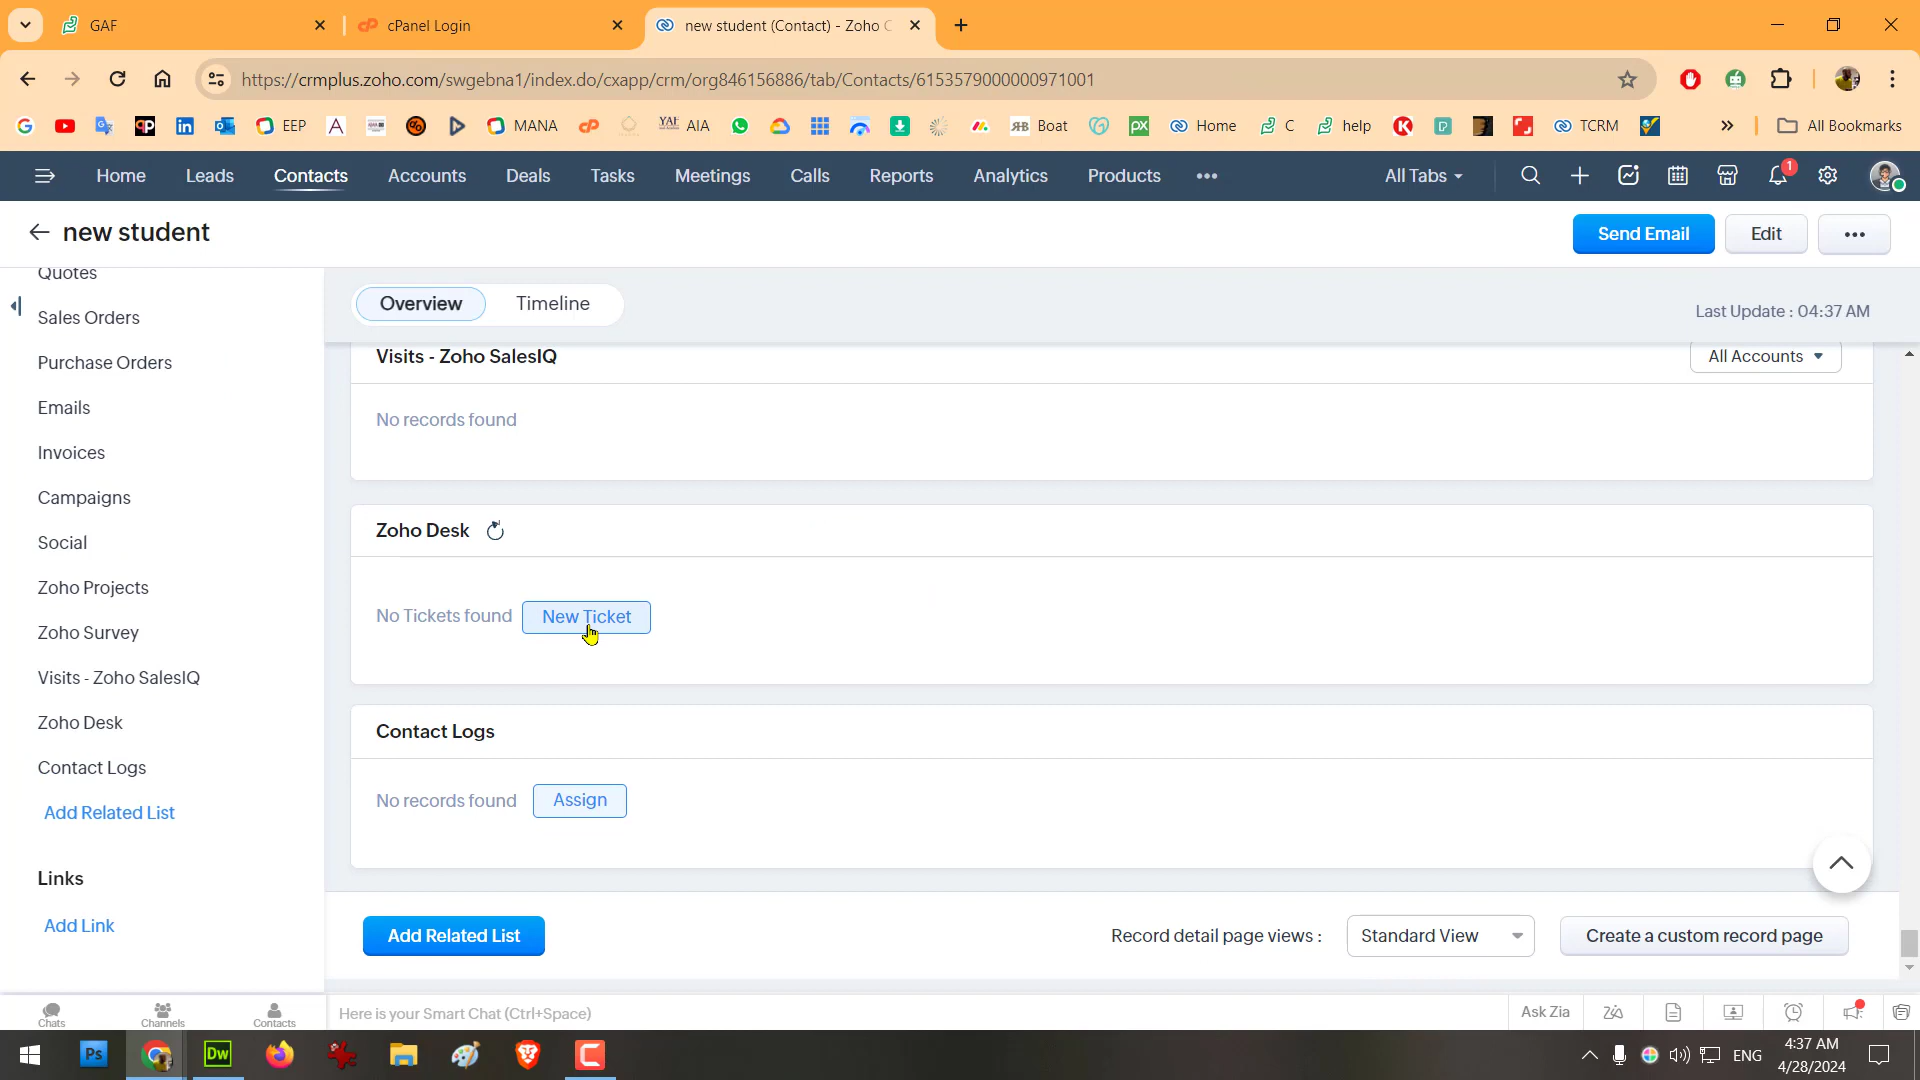 GAF
cPanel Login
new student (Contact) - Zoho C
https://crmplus.zoho.com/swgebna1/index.do/cxapp/crm/org846156886/tab/Contacts/6153579000000971001
EEP
MANA
YAF AIA
Boat
Home
C
help
TCRM
All Bookmarks
Home
Leads
Contacts
Accounts
Deals
Tasks
Meetings
Calls
Reports
Analytics
Products
All Tabs
1
new student
Send Email
Edit
Quotes
Sales Orders
Purchase Orders
Emails
Invoices
Campaigns
Social
Zoho Projects
Zoho Survey
Visits - Zoho SalesIQ
Zoho Desk
Contact Logs
Add Related List
Links
Add Link
Overview
Timeline
Last Update : 04:37 AM
Visits - Zoho SalesIQ
All Accounts
No records found
Zoho Desk
No Tickets found
New Ticket
Contact Logs
No records found
Assign
Add Related List
Record detail page views :
Standard View
Create a custom record page
Chats
Channels
Contacts
Here is your Smart Chat (Ctrl+Space)
Ask Zia
Ps
Dw
ENG
4:37 AM
4/28/2024